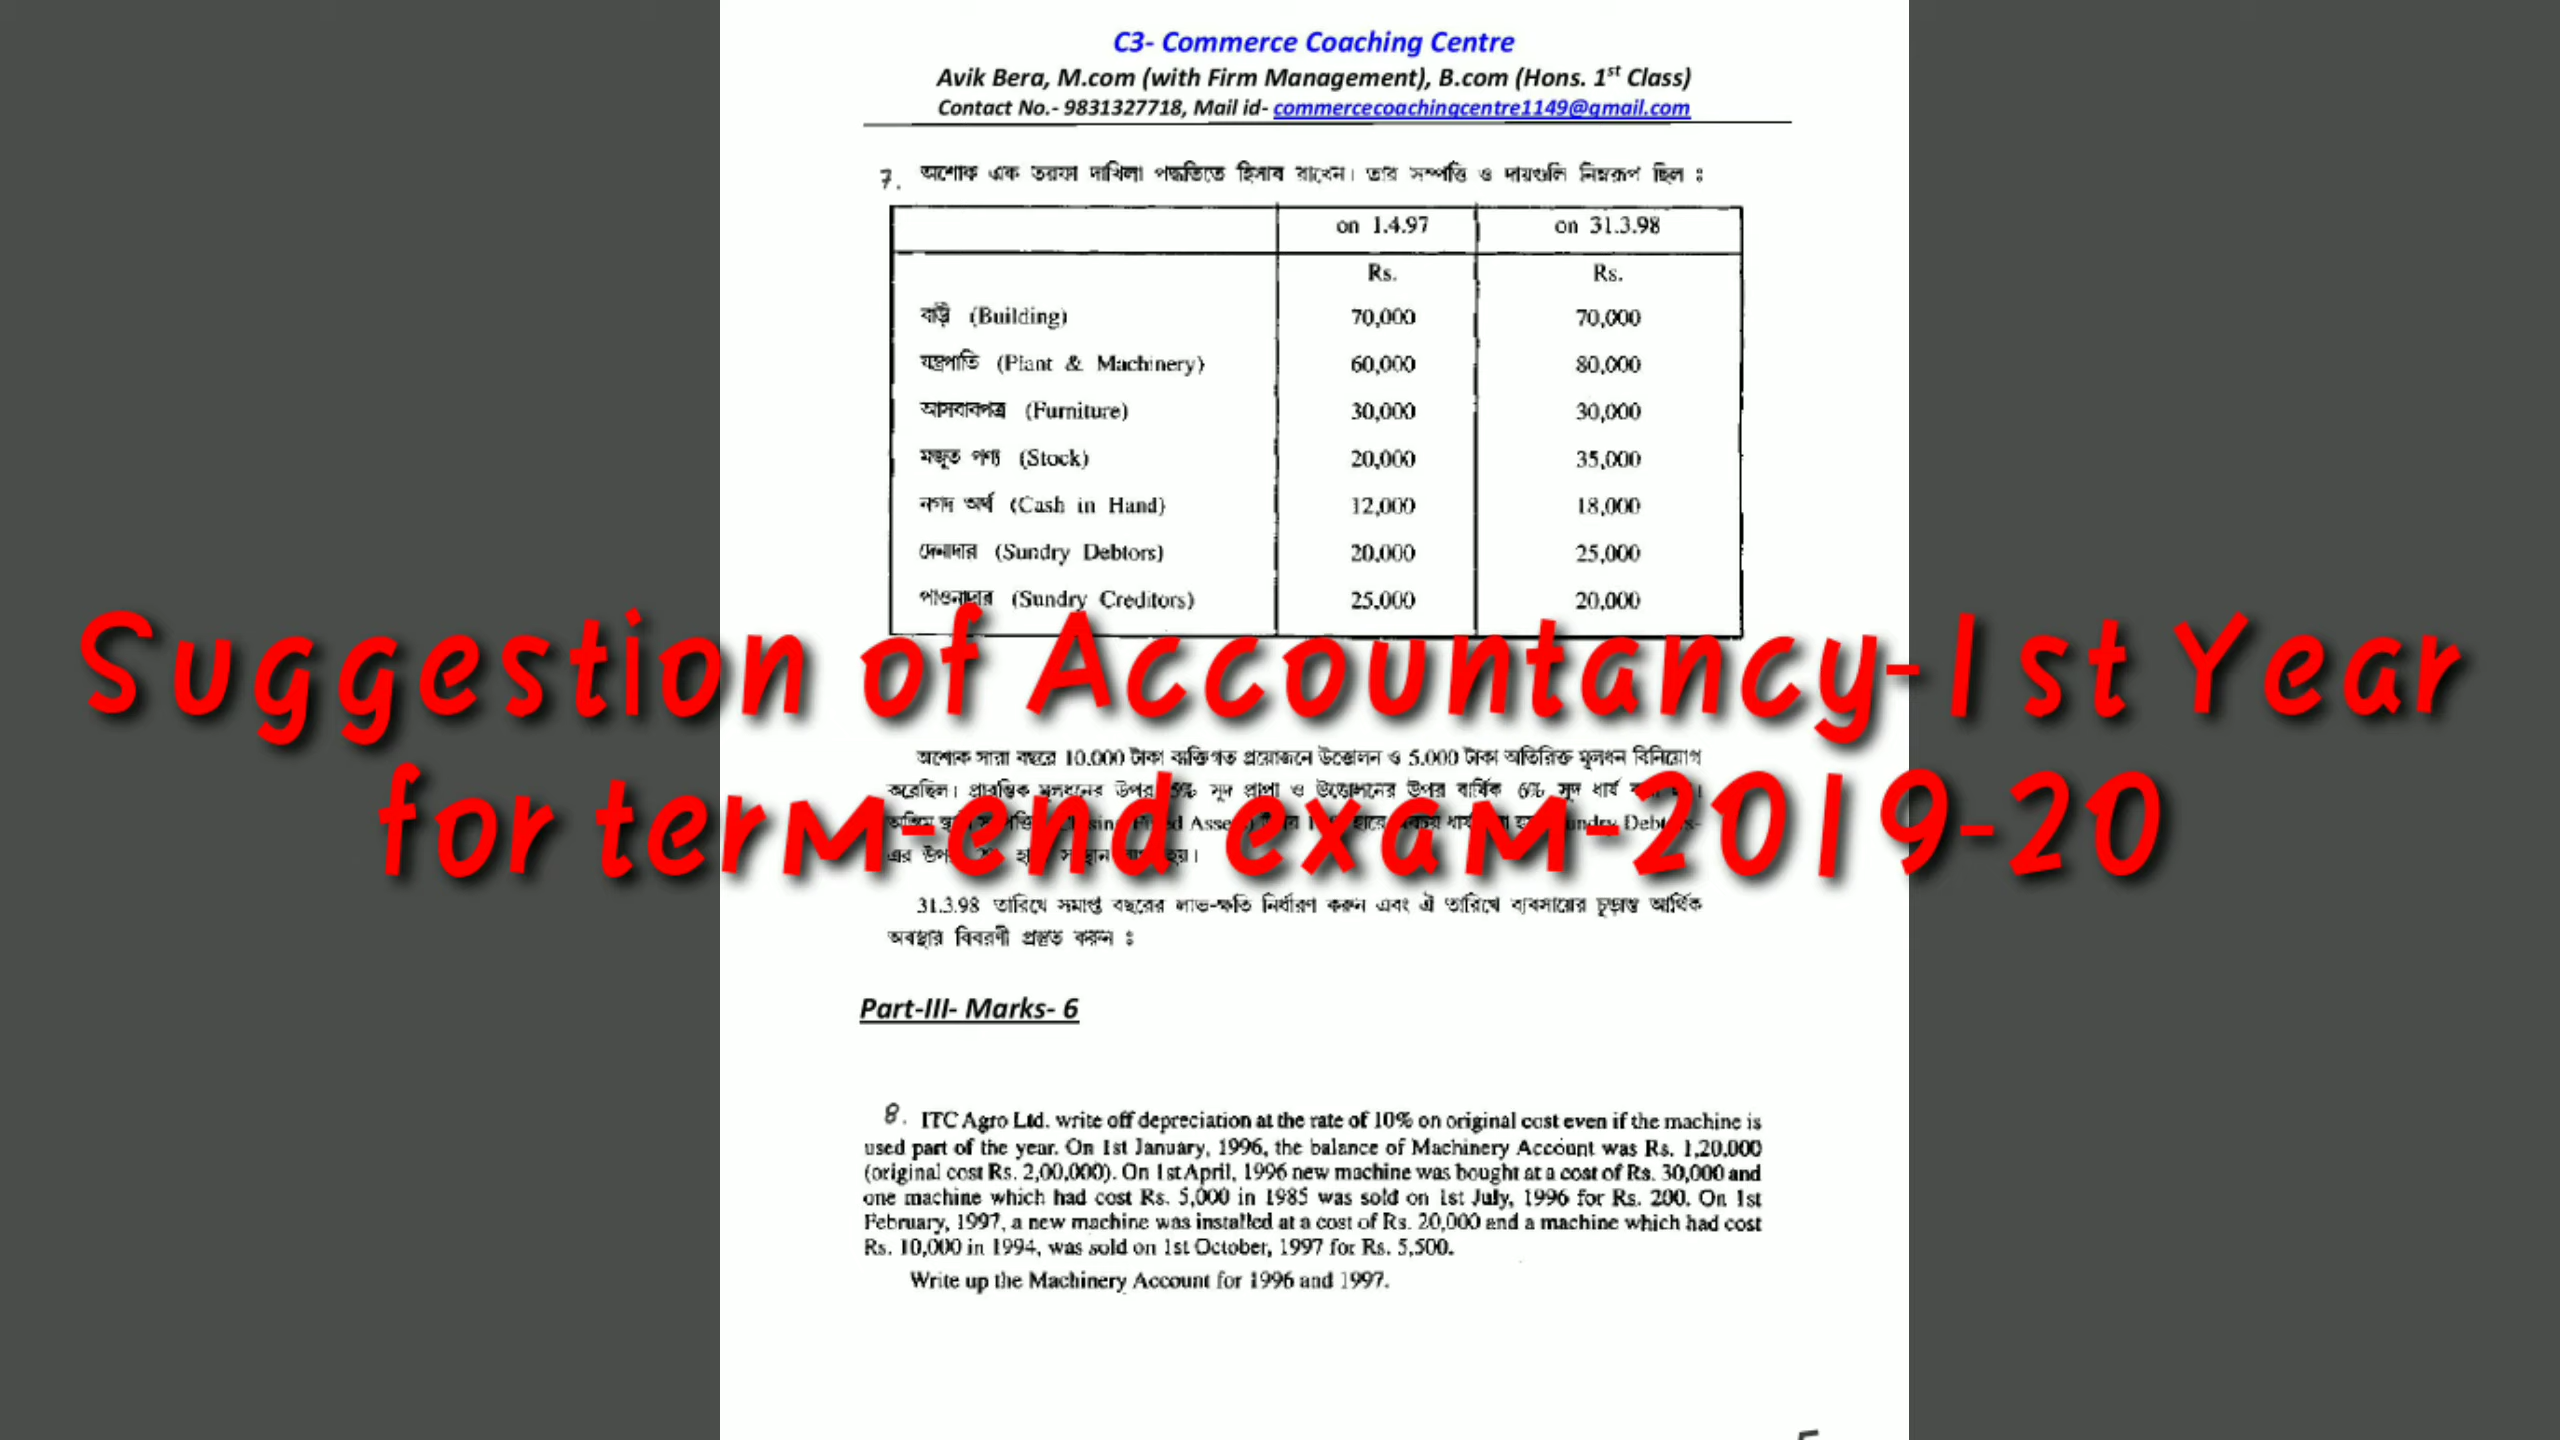 C3- Commerce Coaching Centre
Avik Bera, M.com (with Firm Management), B.com (Hons. 1st Class)
Contact No.- 9831327718, Mail id- commercecoachingcentre1149@gmail.com
7. অশোক এক তরফা দাখিলা পদ্ধতিতে হিসাব রাখেন। তার সম্পত্তি ও দায়গুলি নিম্নরূপ ছিল :
on 1.4.97 on 31.3.98
Rs. Rs.
বাড়ী (Building) 70,000 70,000
যন্ত্রপাতি (Plant & Machinery) 60,000 80,000
আসবাবপত্র (Furniture) 30,000 30,000
মজুত পণ্য (Stock) 20,000 35,000
নগদ অর্থ (Cash in Hand) 12,000 18,000
দেনাদার (Sundry Debtors) 20,000 25,000
পাওনাদার (Sundry Creditors) 25,000 20,000
Suggestion of Accountancy-1st Year
for term-end exam-2019-20
অশোক সারা বছরে 10,000 টাকা ব্যক্তিগত প্রয়োজনে উত্তোলন ও 5,000 টাকা অতিরিক্ত মূলধন বিনিয়োগ
করেছিল। প্রারম্ভিক মূলধনের উপর 5% সুদ প্রাপ্য ও উত্তোলনের উপর বার্ষিক 6% সুদ ধার্য
এর
31.3.98 তারিখে সমাপ্ত বছরের লাভ-ক্ষতি নির্ধারণ করুন এবং ঐ তারিখে ব্যবসায়ের চূড়ান্ত আর্থিক
অবস্থার বিবরণী প্রস্তুত করুন :
Part-III- Marks- 6
8. ITC Agro Ltd. write off depreciation at the rate of 10% on original cost even if the machine is
used part of the year. On 1st January, 1996, the balance of Machinery Account was Rs. 1,20,000
(original cost Rs. 2,00,000). On 1st April, 1996 new machine was bought at a cost of Rs. 30,000 and
one machine which had cost Rs. 5,000 in 1985 was sold on 1st July, 1996 for Rs. 200. On 1st
February, 1997, a new machine was installed at a cost of Rs. 20,000 and a machine which had cost
Rs. 10,000 in 1994, was sold on 1st October, 1997 for Rs. 5,500.
Write up the Machinery Account for 1996 and 1997.